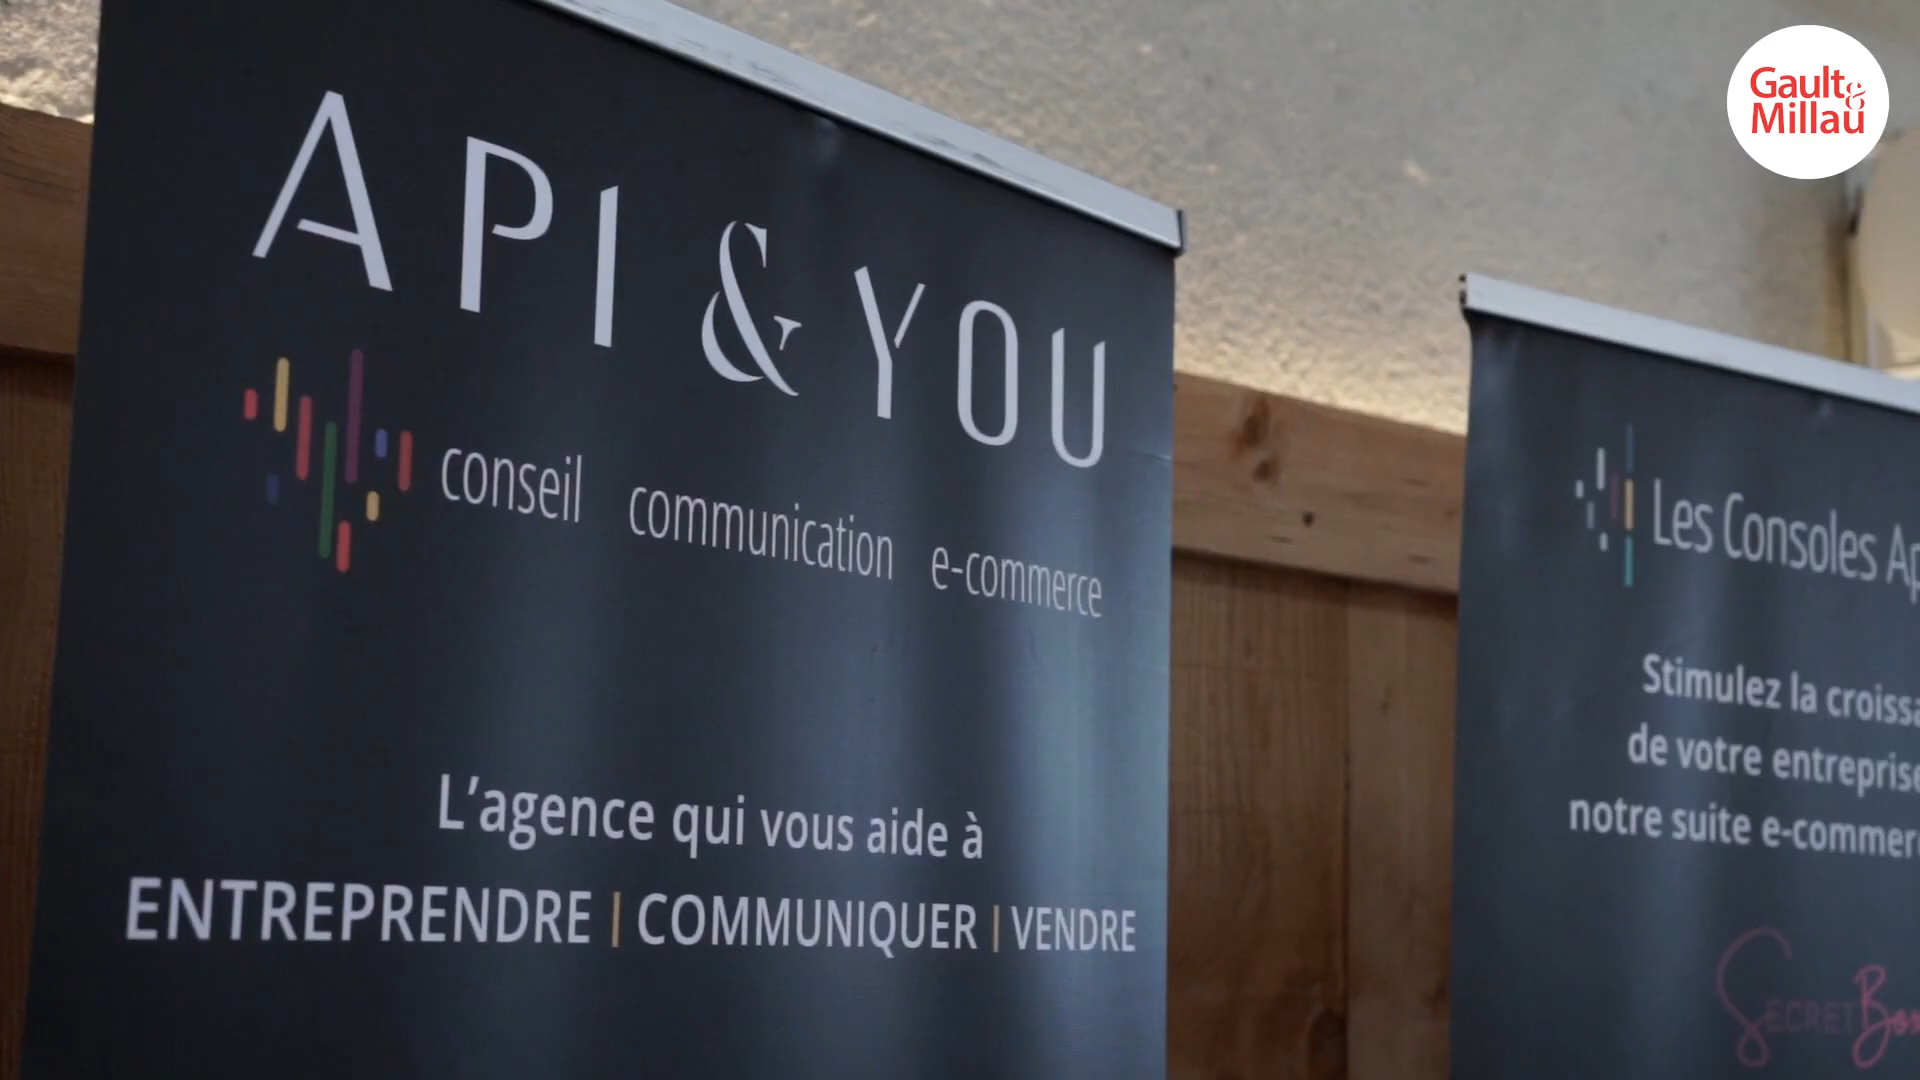 API & YOU
conseil communication e-commerce
L'agence qui vous aide à
ENTREPRENDRE | COMMUNIQUER | VENDRE
Les Consoles
Stimulez la
de votre
notre suite
SECRET
Gault&
Millau